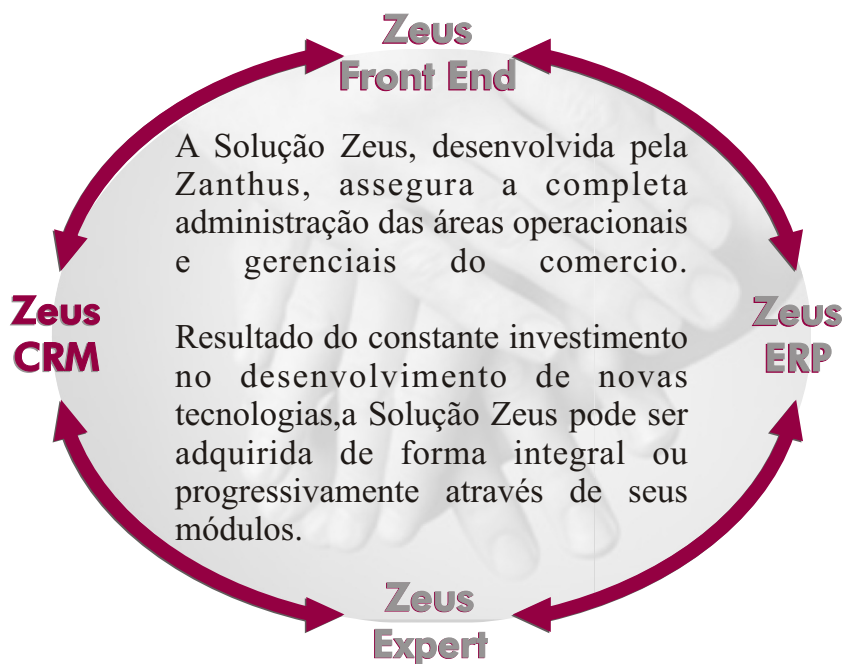 Zeus
Front End
A Solução Zeus, desenvolvida pela
Zanthus, assegura a completa
administração das áreas operacionais
e gerenciais do comercio.
Zeus
CRM
Zeus
ERP
Resultado do constante investimento
no desenvolvimento de novas
tecnologias,a Solução Zeus pode ser
adquirida de forma integral ou
progressivamente através de seus
módulos.
Zeus
Expert